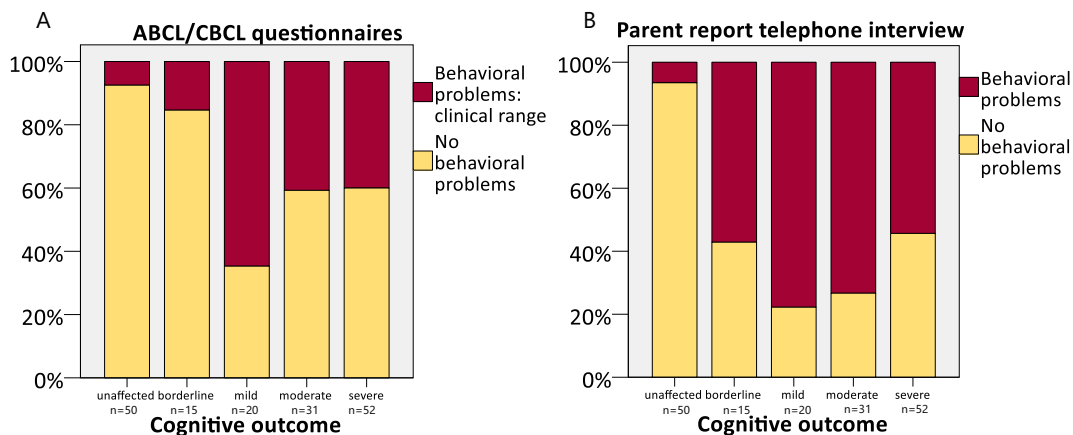 A
ABCL/CBCL questionnaires
100%
80%
60%
40%
20%
0%
Behavioral
problems:
clinical range
No
behavioral
problems
unaffected borderline mild moderate severe
n=50 n=15 n=20 n=31 n=52
Cognitive outcome
B
Parent report telephone interview
100%
80%
60%
40%
20%
0%
Behavioral
problems
No
behavioral
problems
unaffected borderline mild moderate severe
n=50 n=15 n=20 n=31 n=52
Cognitive outcome